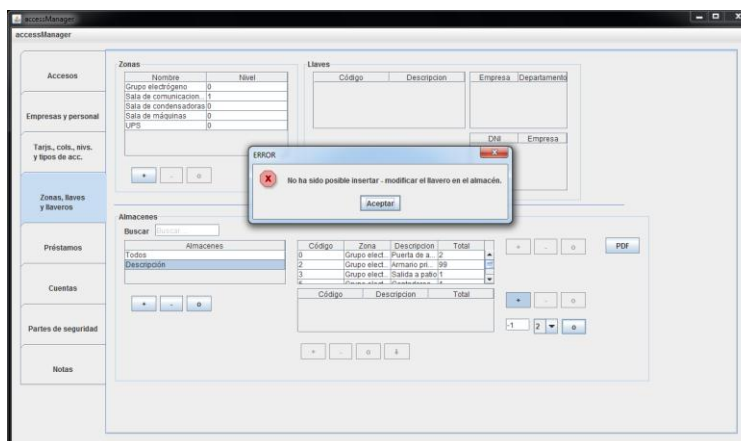 accessManager
accessManager
Accesos
Empresas y personal
Tarjs., cols., nivs.
y tipos de acc.
Zonas, llaves
y llaveros
Préstamos
Cuentas
Partes de seguridad
Notas
Zonas
Nombre Nivel
Grupo electrógeno 0
Sala de comunicacion... 1
Sala de condensadoras 0
Sala de máquinas 0
UPS 0
+ - o
Llaves
Código Descripcion
Empresa Departamento
DNI Empresa
ERROR
No ha sido posible insertar - modificar el llavero en el almacén.
Aceptar
Almacenes
Buscar Buscar...
Almacenes
Todos
Descripción
+ - o
Código Zona Descripcion Total
0 Grupo elect... Puerta de a... 2
2 Grupo elect... Armario pri... 99
3 Grupo elect... Salida a patio 1
Código Descripcion Total
+ - o
+ - o PDF
+ - o
-1 2 o